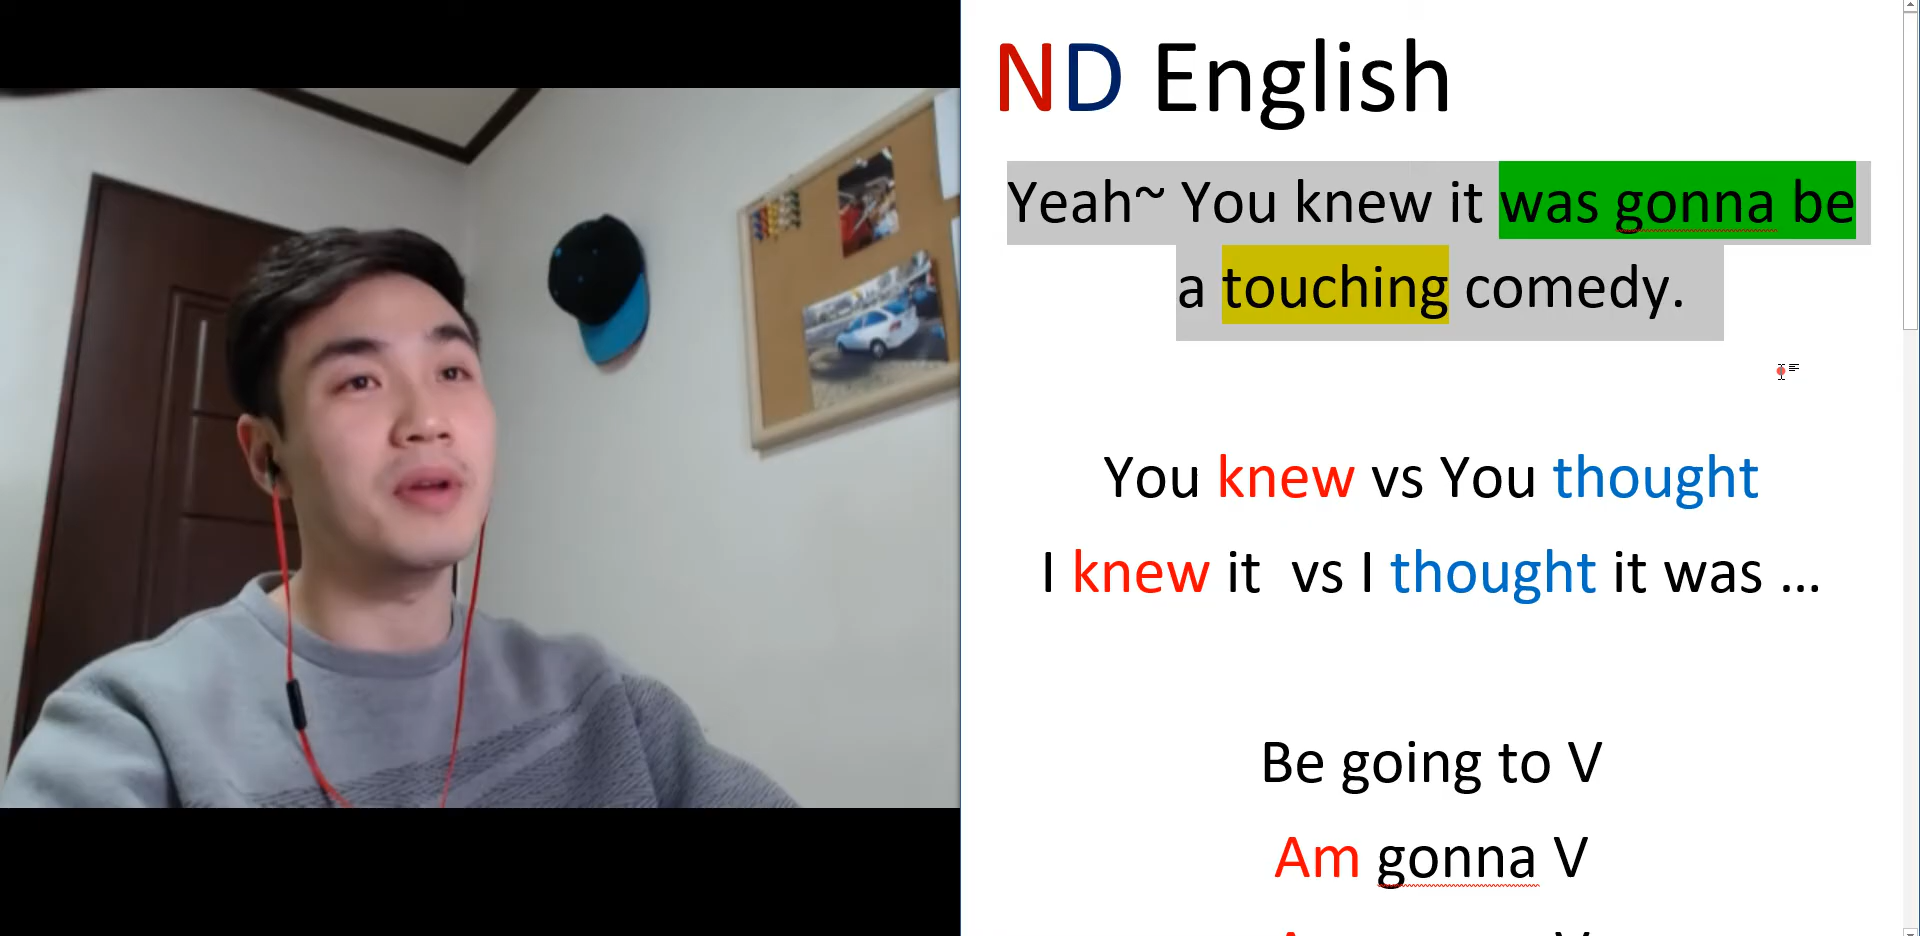 ND English
Yeah~ You knew it was gonna be
a touching comedy.
You knew vs You thought
I knew it vs I thought it was ...
Be going to V
Am gonna V